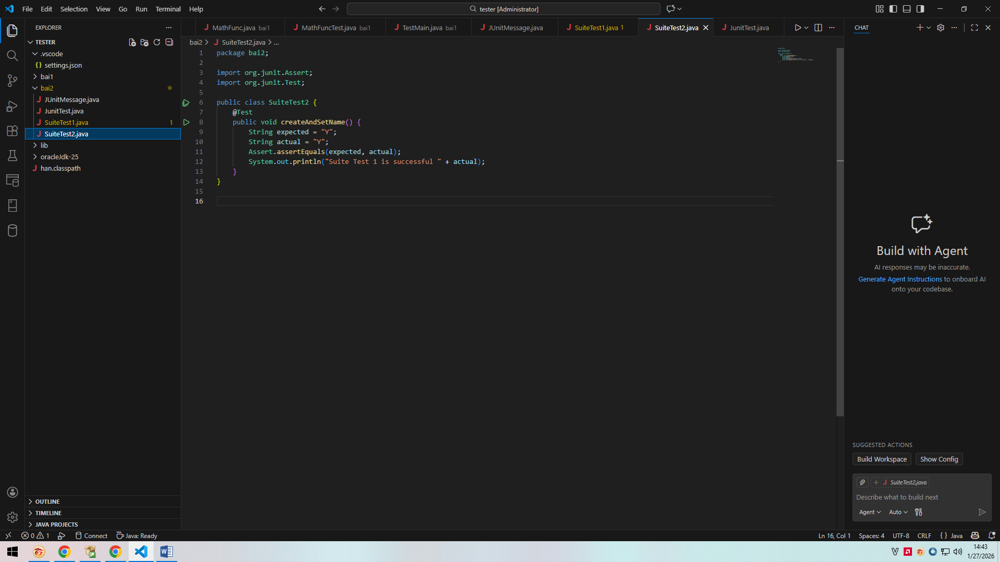 File Edit Selection View Go Run Terminal Help
tester [Administrator]
EXPLORER
TESTER
.vscode
{} settings.json
bai1
bai2
J JUnitMessage.java
J JunitTest.java
J SuiteTest1.java 1
J SuiteTest2.java
lib
oracleJdk-25
J han.classpath
OUTLINE
TIMELINE
JAVA PROJECTS
J MathFunc.java bai1
J MathFuncTest.java bai1
J TestMain.java bai1
J JUnitMessage.java
J SuiteTest1.java 1
J SuiteTest2.java
J JunitTest.java
bai2 > J SuiteTest2.java > ...
1 package bai2;
2
3 import org.junit.Assert;
4 import org.junit.Test;
5
6 public class SuiteTest2 {
7 @Test
8 public void createAndSetName() {
9 String expected = "Y";
10 String actual = "Y";
11 Assert.assertEquals(expected, actual);
12 System.out.println("Suite Test 1 is successful " + actual);
13 }
14 }
15
16
CHAT
Build with Agent
AI responses may be inaccurate.
Generate Agent Instructions to onboard AI
onto your codebase.
SUGGESTED ACTIONS
Build Workspace Show Config
+ J SuiteTest2.java
Describe what to build next
Agent Auto
0 1 Connect Java: Ready
Ln 16, Col 1 Spaces: 4 UTF-8 CRLF {} Java
14:43
1/27/2026